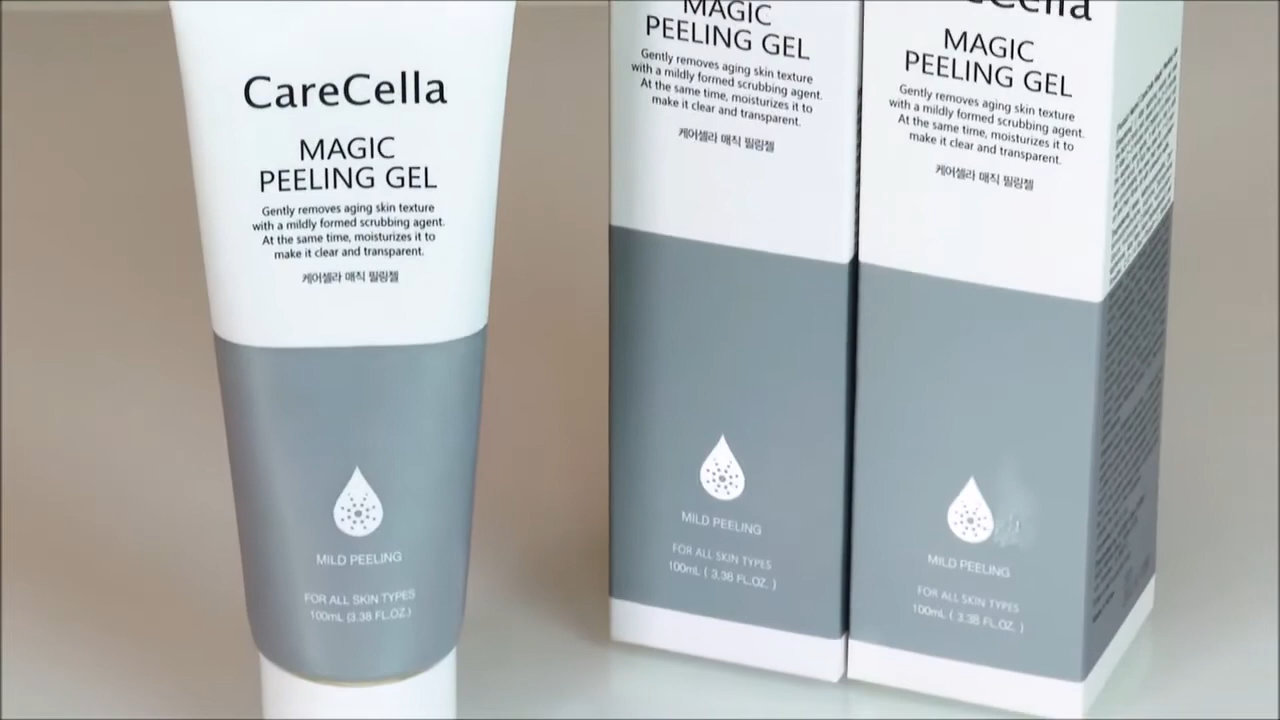 CareCella
MAGIC
PEELING GEL
Gently removes aging skin texture
with a mildly formed scrubbing agent.
At the same time, moisturizes it to
make it clear and transparent.
케어셀라 매직 필링젤
MILD PEELING
FOR ALL SKIN TYPES
100mL (3.38 FL.OZ.)
MAGIC
PEELING GEL
Gently removes aging skin texture
with a mildly formed scrubbing agent.
At the same time, moisturizes it to
make it clear and transparent.
케어셀라 매직 필링젤
MILD PEELING
FOR ALL SKIN TYPES
100mL ( 3.38 FL.OZ. )
MAGIC
PEELING GEL
Gently removes aging skin texture
with a mildly formed scrubbing agent.
At the same time, moisturizes it to
make it clear and transparent.
케어셀라 매직 필링젤
MILD PEELING
FOR ALL SKIN TYPES
100mL ( 3.38 FL.OZ. )